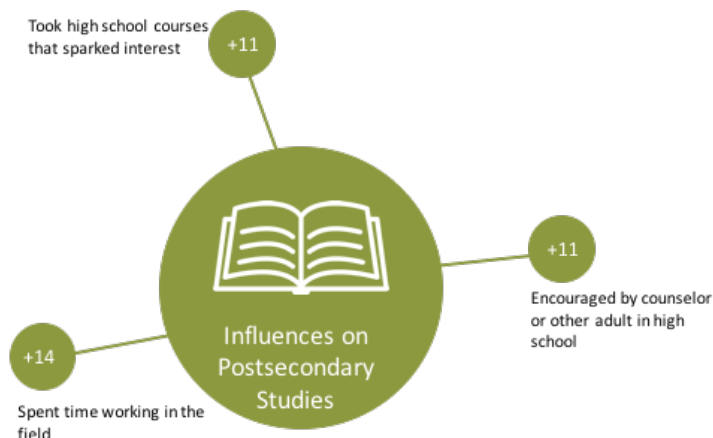 Took high school courses
that sparked interest
+11
+11
Encouraged by counselor
or other adult in high
school
Influences on
Postsecondary
Studies
+14
Spent time working in the
field